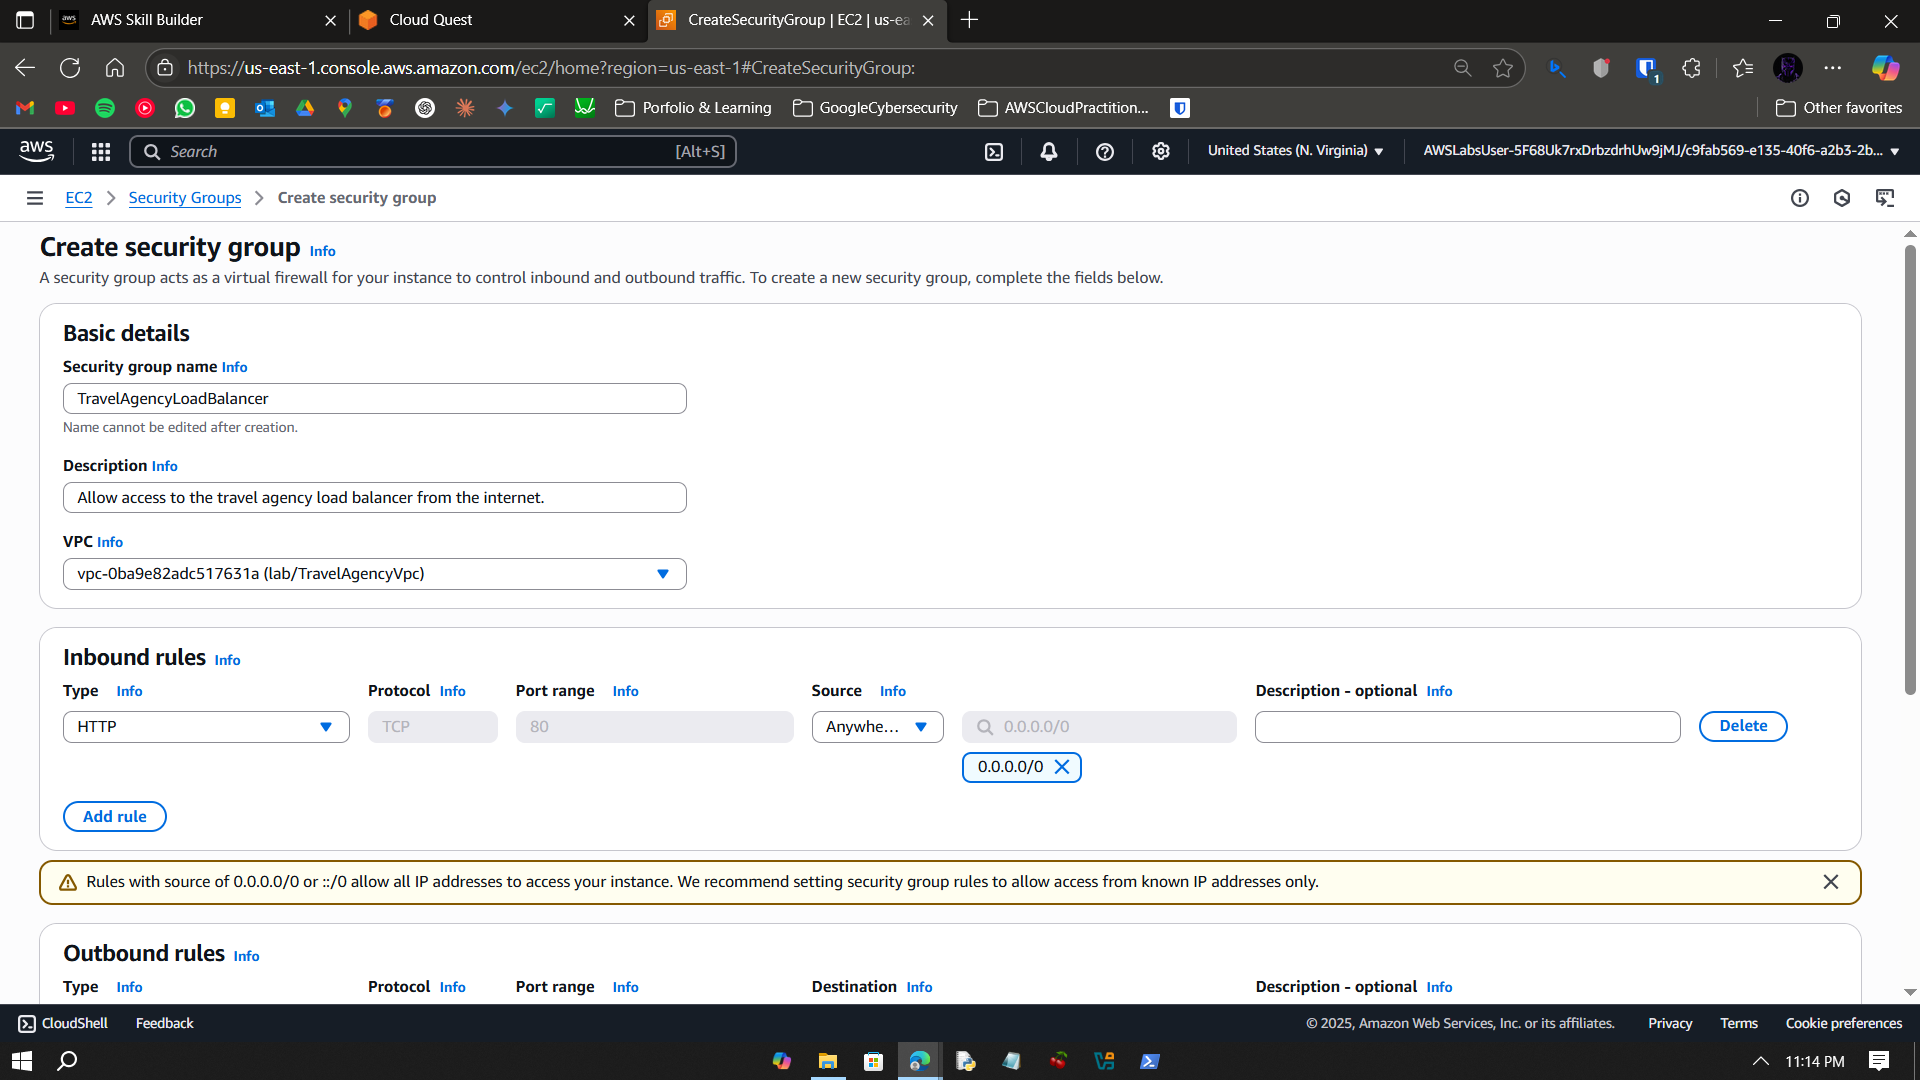 AWS Skill Builder
Cloud Quest
CreateSecurityGroup | EC2 | us-ea
https://us-east-1.console.aws.amazon.com/ec2/home?region=us-east-1#CreateSecurityGroup:
1
Porfolio & Learning
GoogleCybersecurity
AWSCloudPractition...
Other favorites
aws
Search
[Alt+S]
United States (N. Virginia)
AWSLabsUser-5F68Uk7rxDrbzdrhUw9jMJ/c9fab569-e135-40f6-a2b3-2b...
EC2
Security Groups
Create security group
Create security group Info
A security group acts as a virtual firewall for your instance to control inbound and outbound traffic. To create a new security group, complete the fields below.
Basic details
Security group name Info
TravelAgencyLoadBalancer
Name cannot be edited after creation.
Description Info
Allow access to the travel agency load balancer from the internet.
VPC Info
vpc-0ba9e82adc517631a (lab/TravelAgencyVpc)
Inbound rules Info
Type Info Protocol Info Port range Info Source Info Description - optional Info
HTTP TCP 80 Anywhe... 0.0.0.0/0 Delete
0.0.0.0/0
Add rule
Rules with source of 0.0.0.0/0 or ::/0 allow all IP addresses to access your instance. We recommend setting security group rules to allow access from known IP addresses only.
Outbound rules Info
Type Info Protocol Info Port range Info Destination Info Description - optional Info
CloudShell Feedback
© 2025, Amazon Web Services, Inc. or its affiliates. Privacy Terms Cookie preferences
11:14 PM